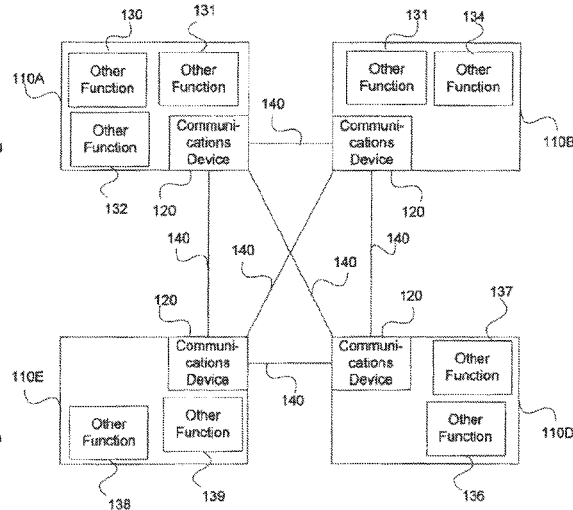 130
131
131
134
110A
Other
Function
Other
Function
Other
Function
Communi-
cations
Device
132
120
140
Other
Function
Other
Function
Communi-
cations
Device
110B
120
140
140
140
140
120
Communi-
cations
Device
110E
Other
Function
Other
Function
138
139
140
120
137
Communi-
cations
Device
Other
Function
Other
Function
110D
136